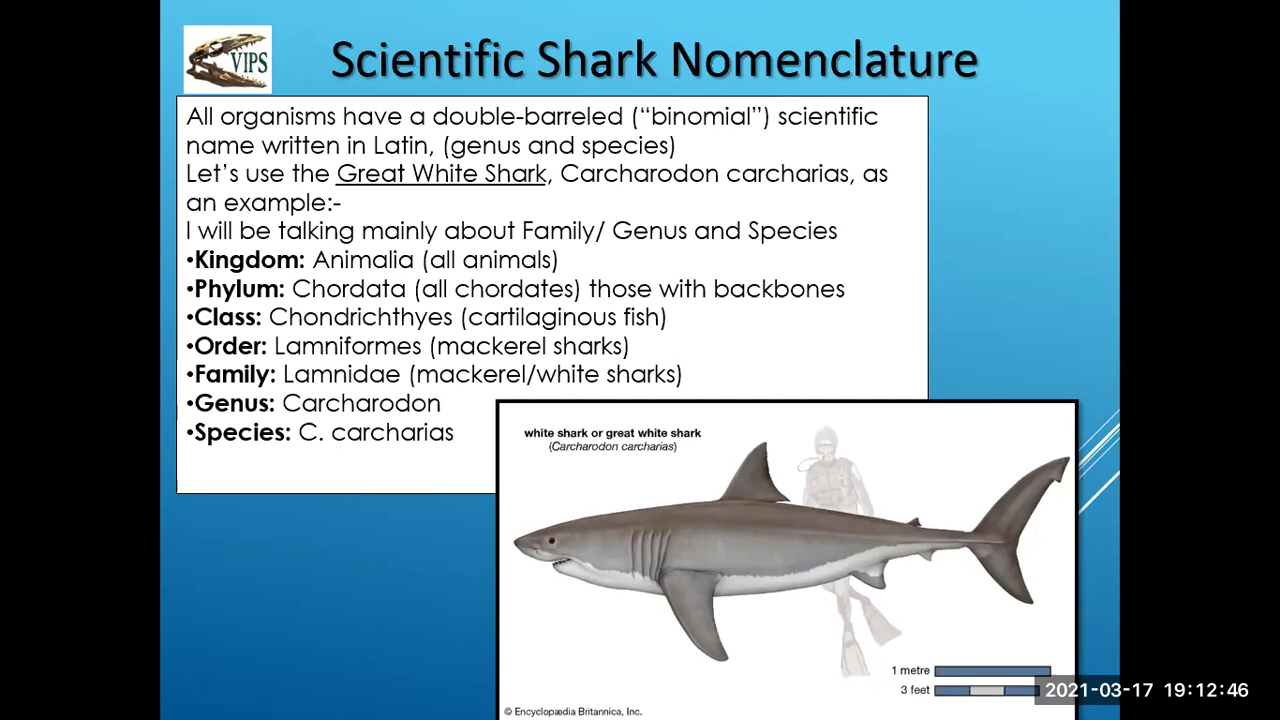 VIPS
Scientific Shark Nomenclature
All organisms have a double-barreled (“binomial”) scientific
name written in Latin, (genus and species)
Let’s use the Great White Shark, Carcharodon carcharias, as
an example:-
I will be talking mainly about Family/ Genus and Species
•Kingdom: Animalia (all animals)
•Phylum: Chordata (all chordates) those with backbones
•Class: Chondrichthyes (cartilaginous fish)
•Order: Lamniformes (mackerel sharks)
•Family: Lamnidae (mackerel/white sharks)
•Genus: Carcharodon
•Species: C. carcharias
white shark or great white shark
(Carcharodon carcharias)
1 metre
3 feet
2021-03-17 19:12:46
© Encyclopædia Britannica, Inc.